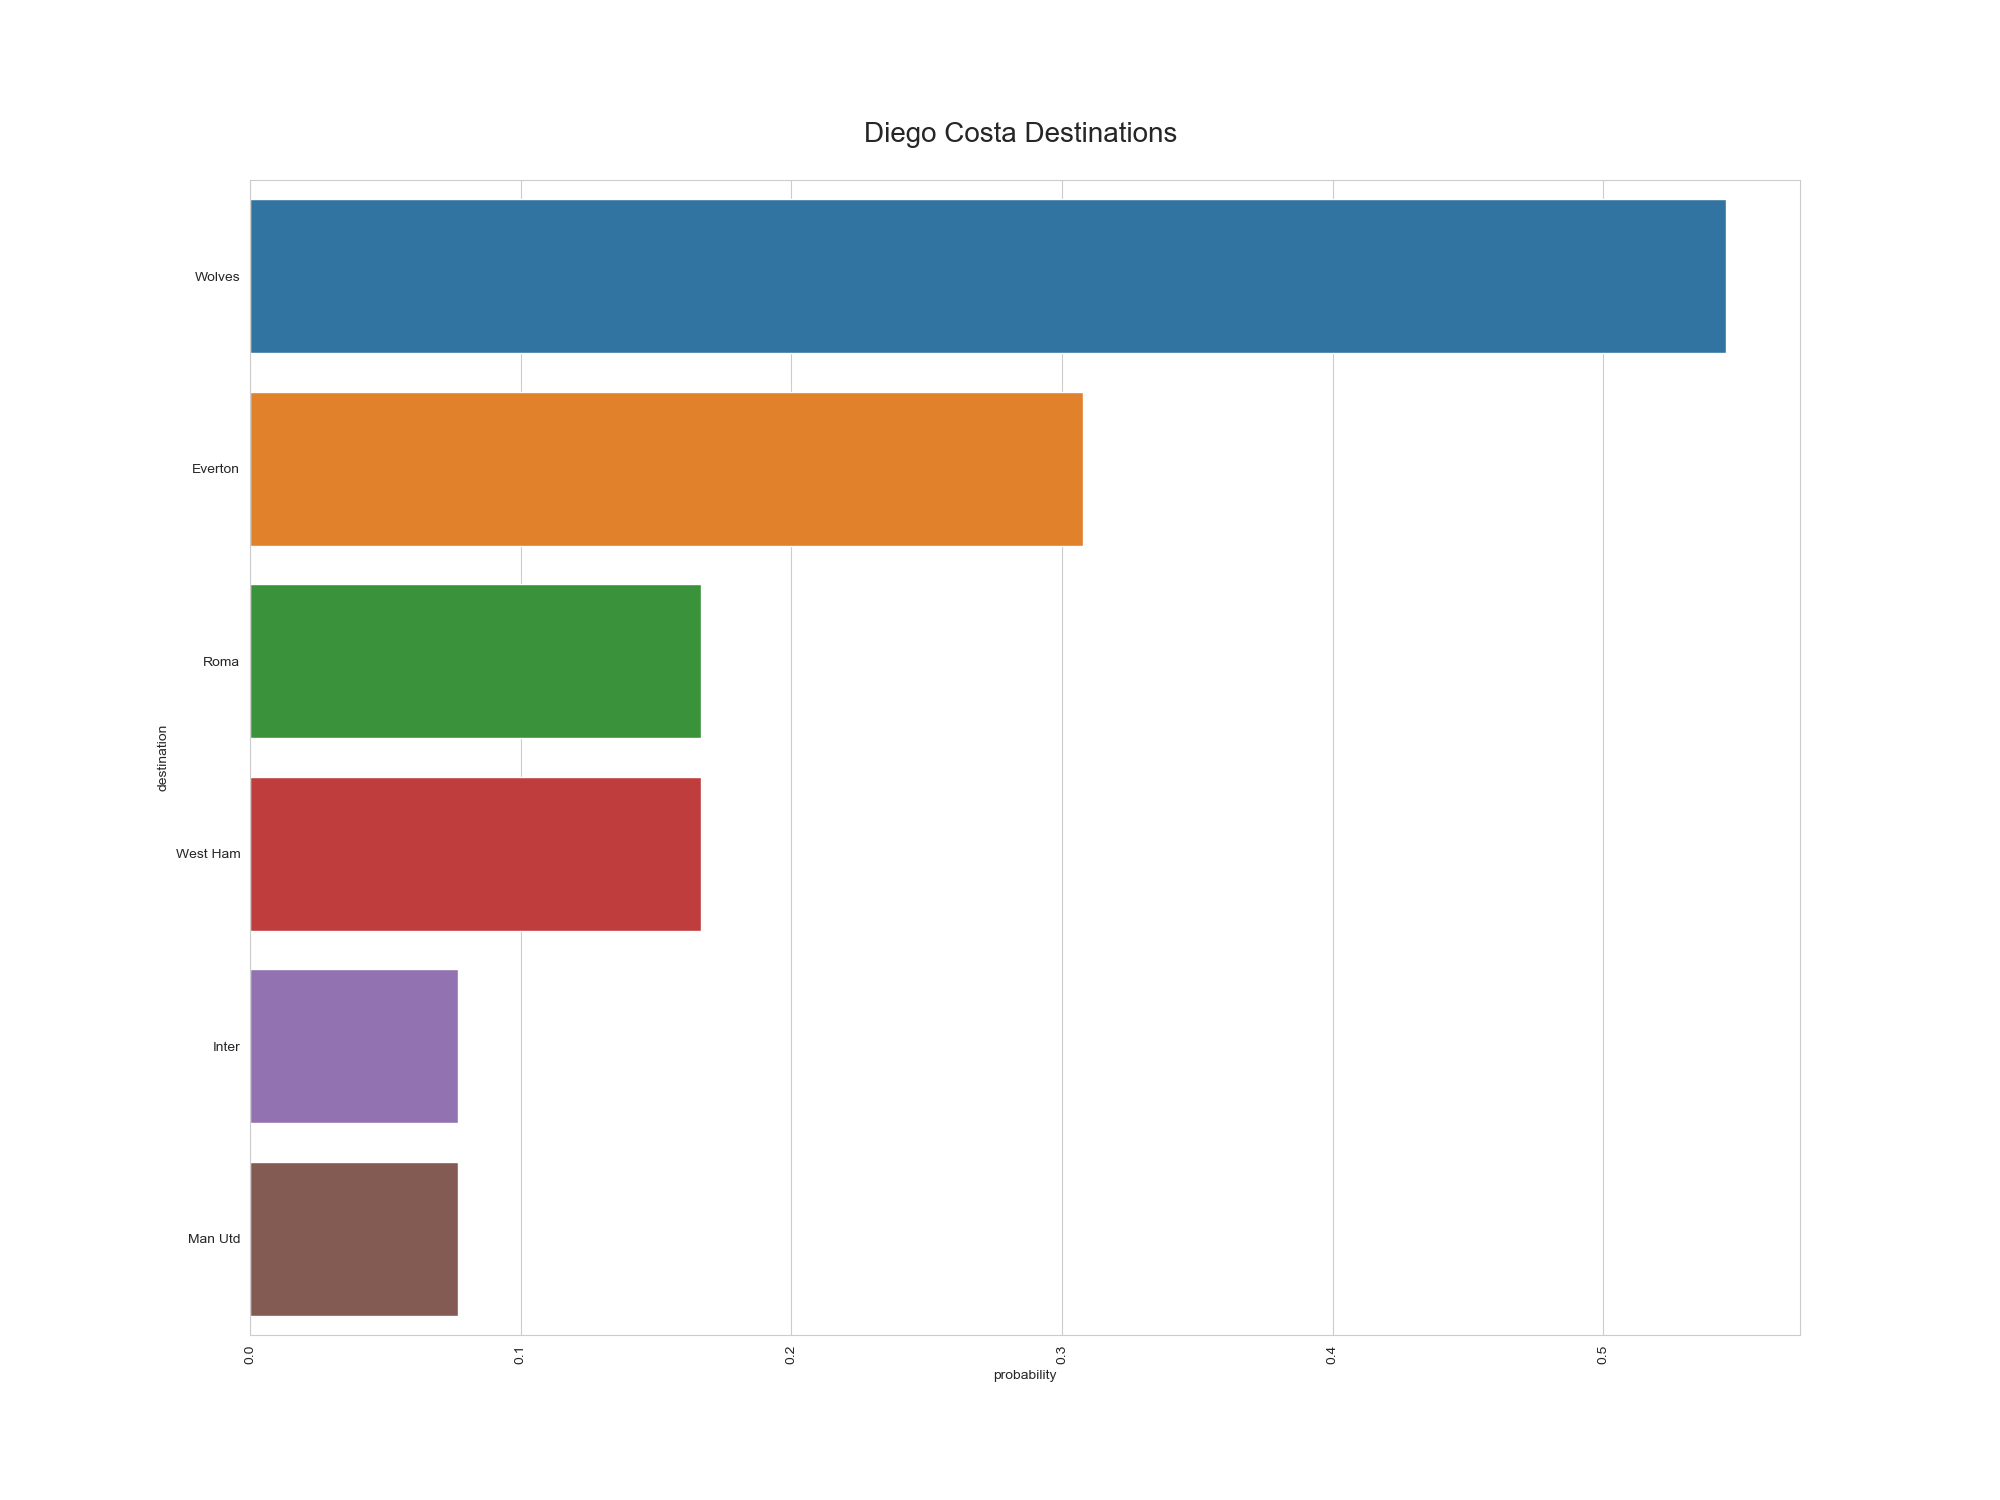 Diego Costa Destinations
Wolves
Everton
Roma
West Ham
Inter
Man Utd
destination
0.0
0.1
0.2
0.3
0.4
0.5
probability